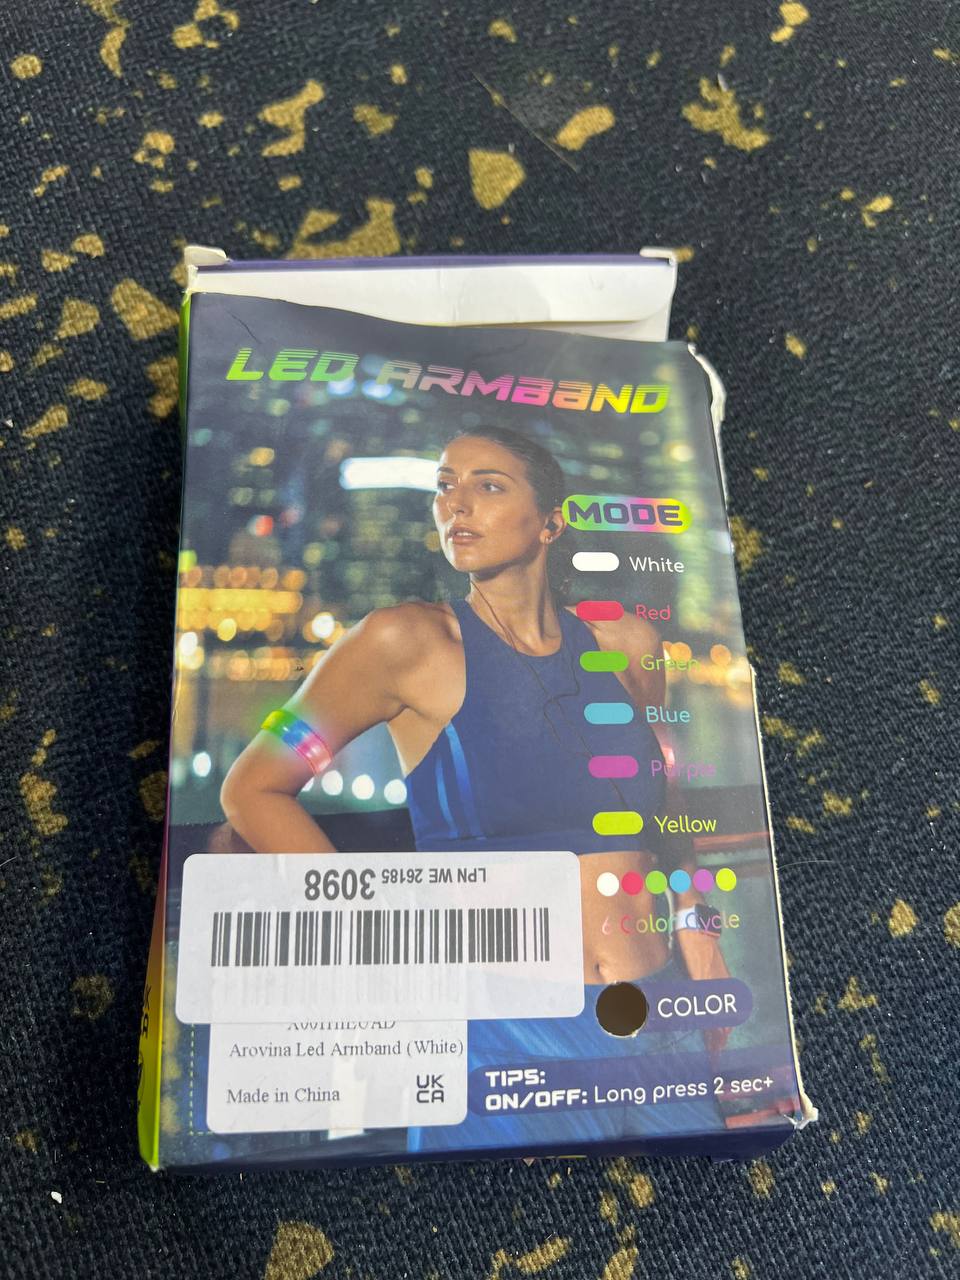 LED ARMBAND
MODE
White
Red
Green
Blue
Purple
Yellow
6 Color Cycle
COLOR
TIPS:
ON/OFF: Long press 2 sec+
LPN WE 26185 3098
Arovina Led Armband (White)
Made in China
UK
CA